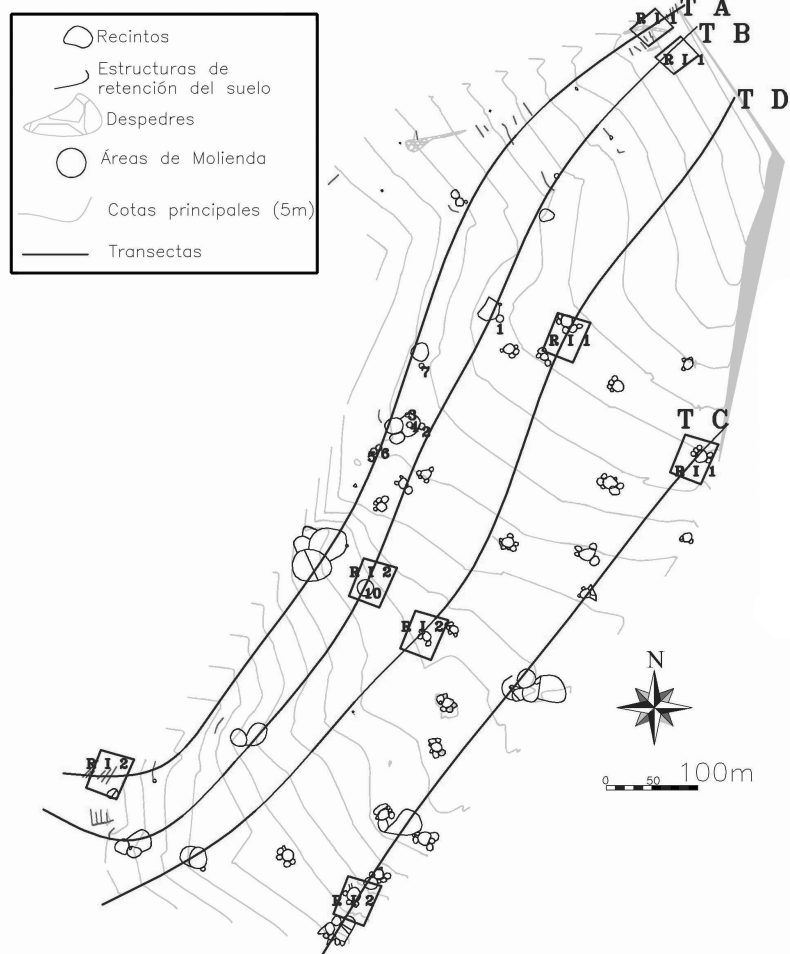 Recintos
Estructuras de
retención del suelo
Despedres
Áreas de Molienda
Cotas principales (5m)
Transectas
T A
R I 1
T B
R I 1
T D
1
R I 1
7
3
4
2
5
6
T C
R I 1
R I 2
10
R I 2
N
R I 2
0 50 100m
R I 2